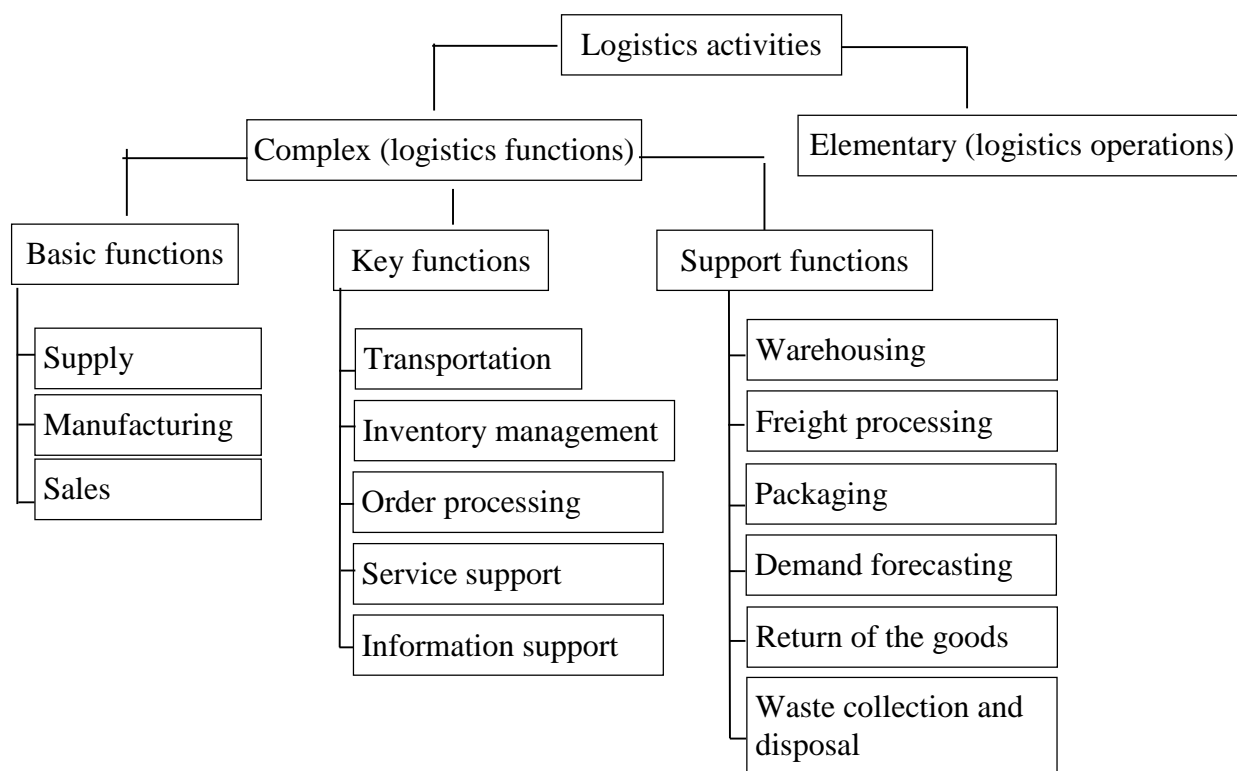 Logistics activities
Complex (logistics functions)
Elementary (logistics operations)
Basic functions
Supply
Manufacturing
Sales
Key functions
Transportation
Inventory management
Order processing
Service support
Information support
Support functions
Warehousing
Freight processing
Packaging
Demand forecasting
Return of the goods
Waste collection and
disposal